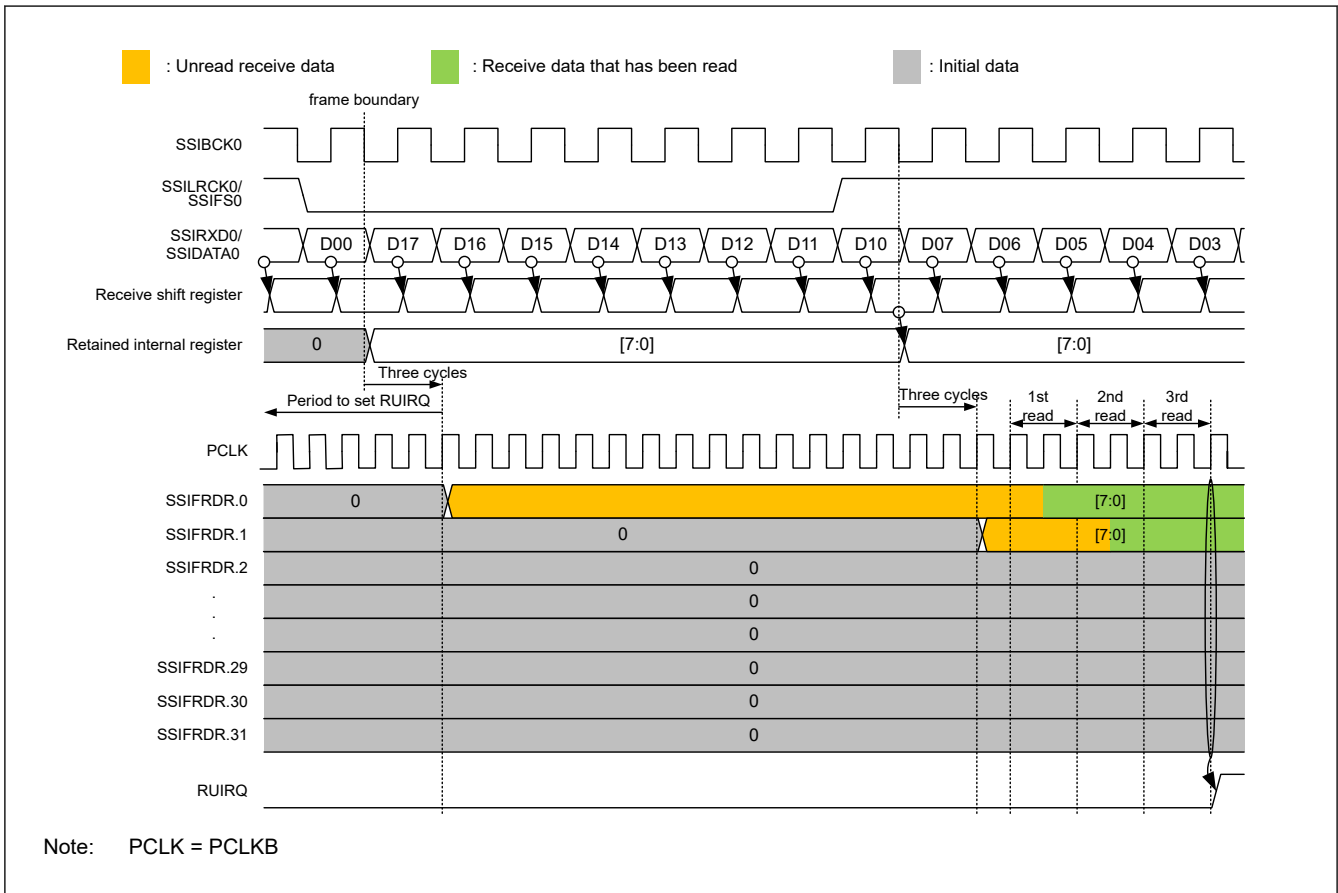 : Unread receive data
: Receive data that has been read
: Initial data
frame boundary
SSIBCK0
SSILRCK0/
SSIFS0
SSIRXD0/
SSIDATA0
D00 D17 D16 D15 D14 D13 D12 D11 D10 D07 D06 D05 D04 D03
Receive shift register
Retained internal register
0 [7:0] [7:0]
Three cycles
Period to set RUIRQ
Three cycles
1st
read
2nd
read
3rd
read
PCLK
SSIFRDR.0 0 [7:0]
SSIFRDR.1 0 [7:0]
SSIFRDR.2 0
. 0
.
. 0
SSIFRDR.29 0
SSIFRDR.30 0
SSIFRDR.31 0
RUIRQ
Note: PCLK = PCLKB